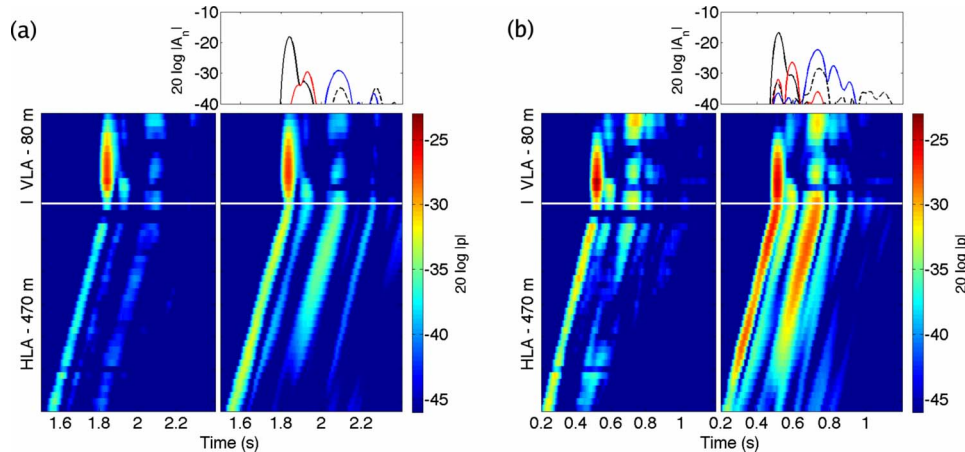 (a)
-10
-20
-30
-40
20 log |A_n|
VLA - 80 m
HLA - 470 m
-25
-30
-35
-40
-45
20 log |p|
1.6 1.8 2 2.2 1.6 1.8 2 2.2
Time (s)
(b)
-10
-20
-30
-40
20 log |A_n|
VLA - 80 m
HLA - 470 m
-25
-30
-35
-40
-45
20 log |p|
0.2 0.4 0.6 0.8 1 0.2 0.4 0.6 0.8 1
Time (s)